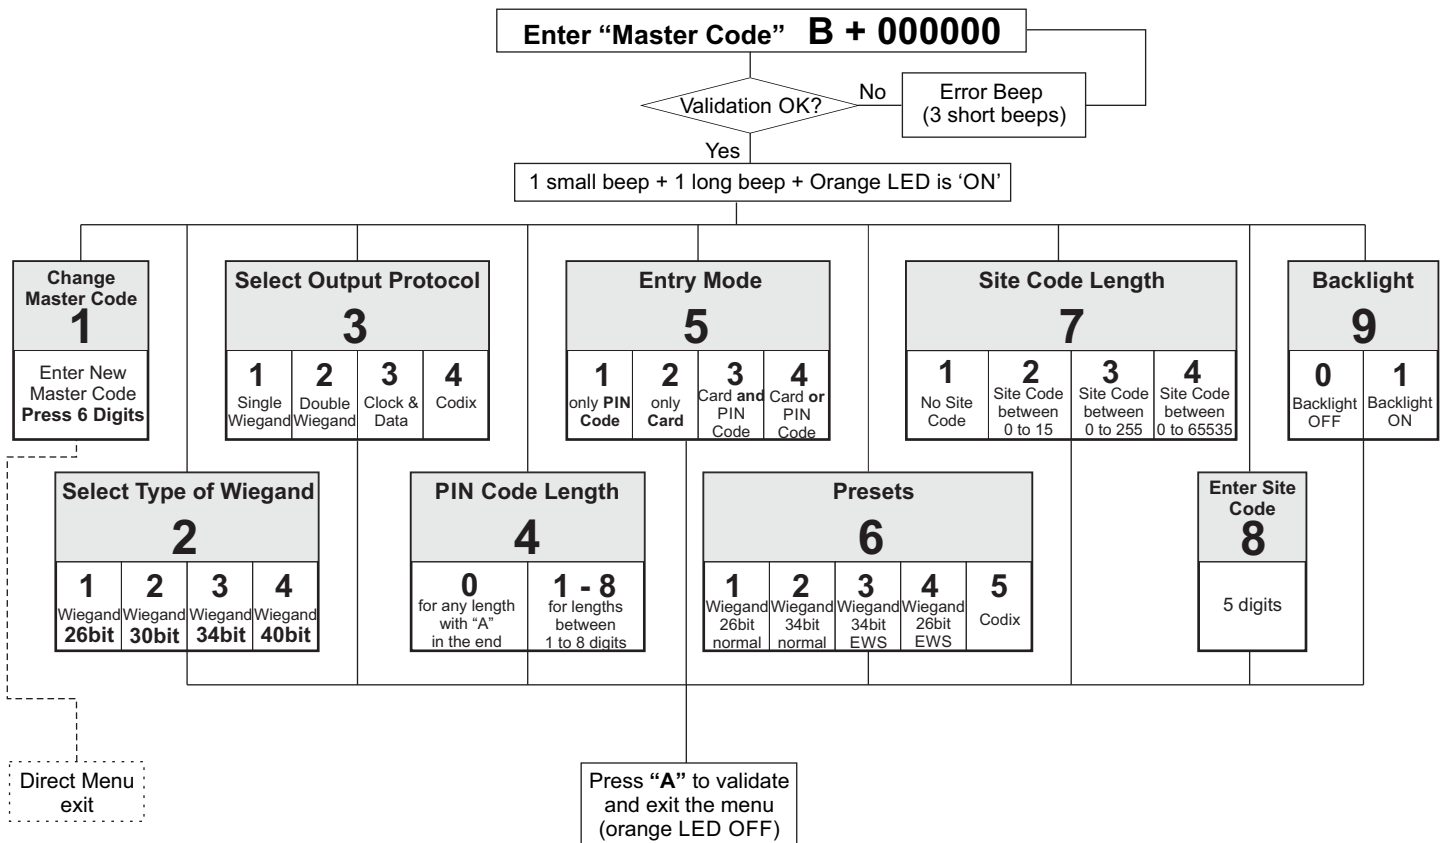 Enter “Master Code” B + 000000
Validation OK?
No
Error Beep
(3 short beeps)
Yes
1 small beep + 1 long beep + Orange LED is ‘ON’
Change
Master Code
1
Enter New
Master Code
Press 6 Digits
Select Output Protocol
3
1
Single
Wiegand
2
Double
Wiegand
3
Clock &
Data
4
Codix
Entry Mode
5
1
only PIN
Code
2
only
Card
3
Card and
PIN
Code
4
Card or
PIN
Code
Site Code Length
7
1
No Site
Code
2
Site Code
between
0 to 15
3
Site Code
between
0 to 255
4
Site Code
between
0 to 65535
Backlight
9
0
Backlight
OFF
1
Backlight
ON
Select Type of Wiegand
2
1
Wiegand
26bit
2
Wiegand
30bit
3
Wiegand
34bit
4
Wiegand
40bit
PIN Code Length
4
0
for any length
with “A”
in the end
1 - 8
for lengths
between
1 to 8 digits
Presets
6
1
Wiegand
26bit
normal
2
Wiegand
34bit
normal
3
Wiegand
34bit
EWS
4
Wiegand
26bit
EWS
5
Codix
Enter Site
Code
8
5 digits
Direct Menu
exit
Press “A” to validate
and exit the menu
(orange LED OFF)